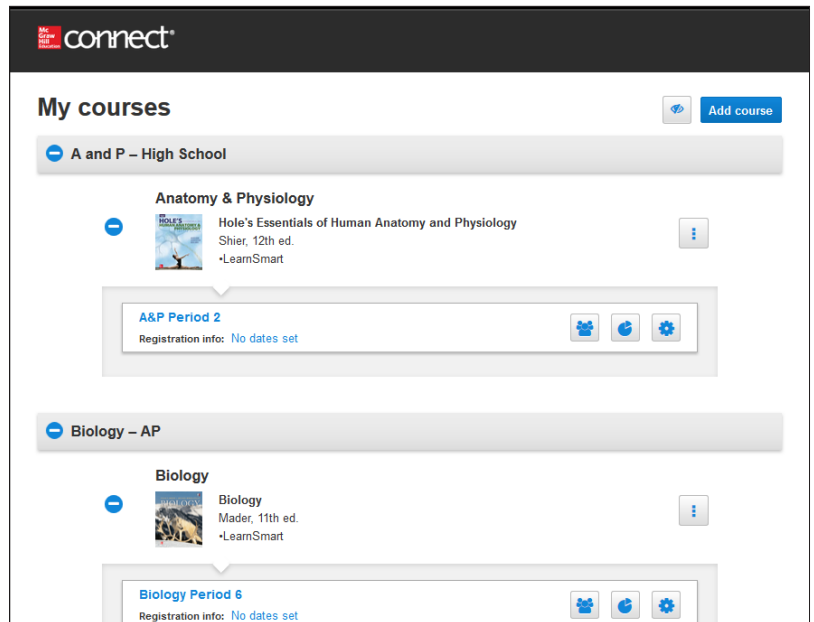 Mc
Graw
Hill
Education
connect®
My courses
Add course
A and P – High School
Anatomy & Physiology
HOLE'S
Hole's Essentials of Human Anatomy and Physiology
Shier, 12th ed.
•LearnSmart
A&P Period 2
Registration info: No dates set
Biology – AP
Biology
BIOLOGY
Biology
Mader, 11th ed.
•LearnSmart
Biology Period 6
Registration info: No dates set